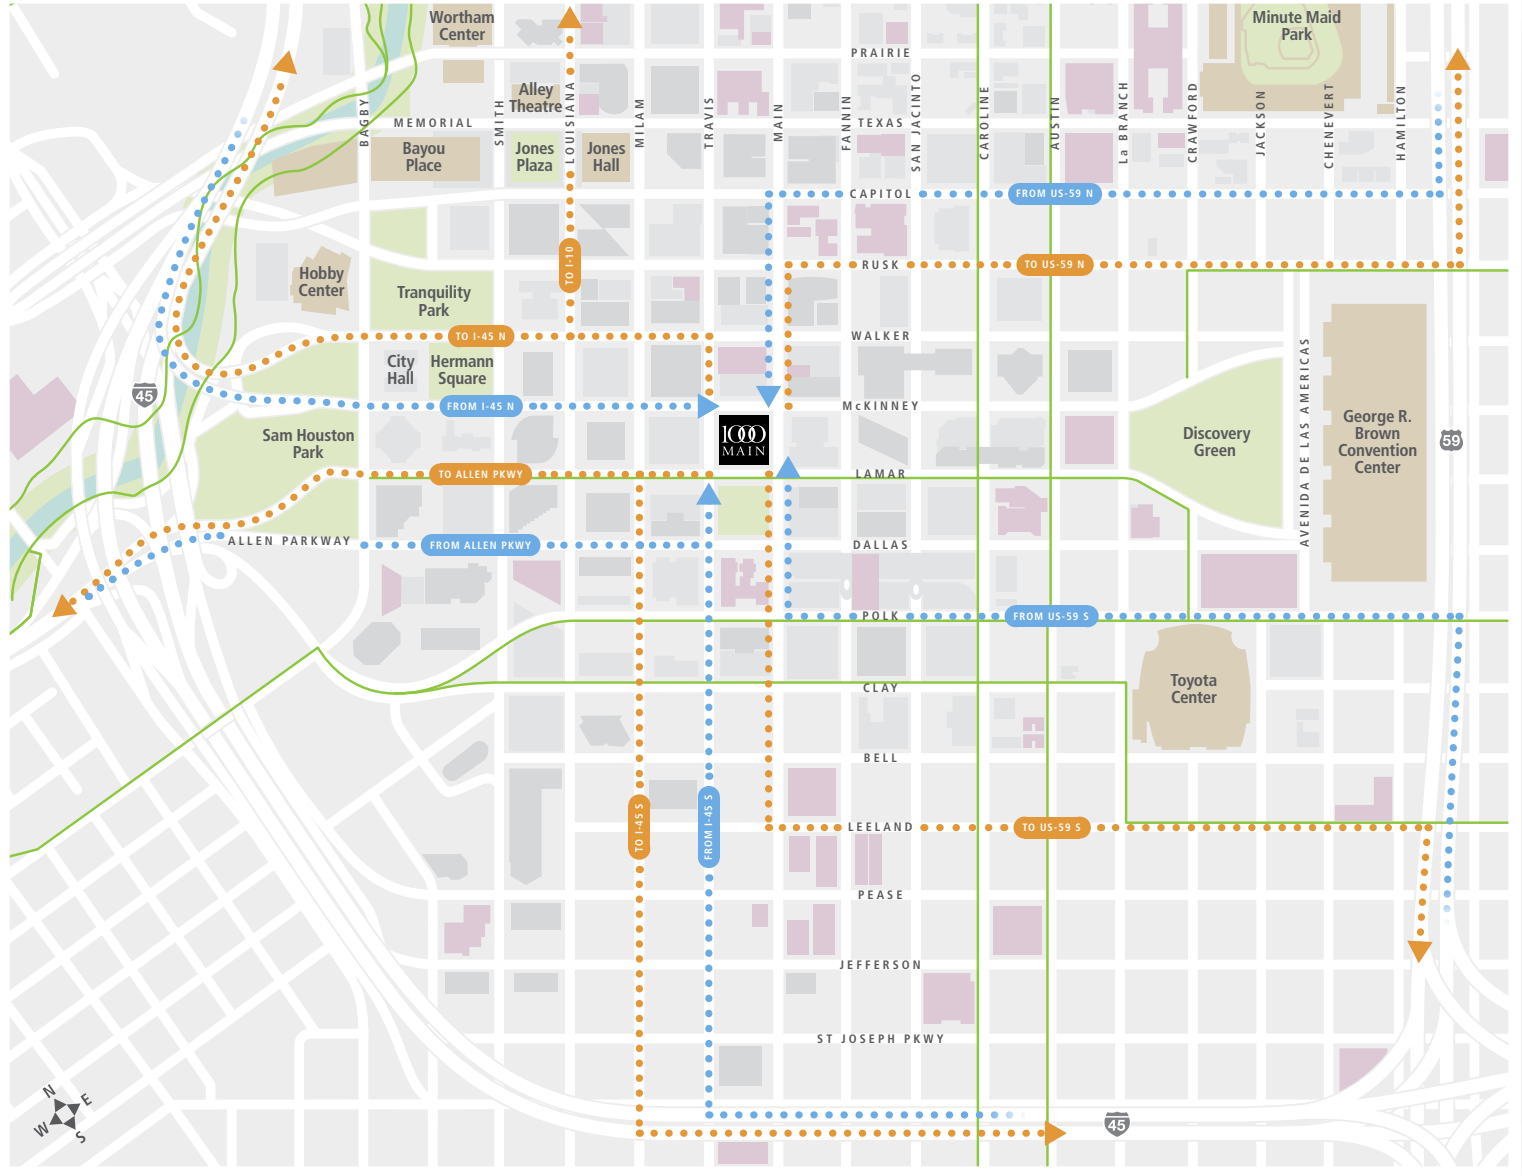 Wortham
Center
Minute Maid
Park
PRAIRIE
Alley
Theatre
BAGBY
SMITH
LOUISIANA
MILAM
TRAVIS
MAIN
FANNIN
SAN JACINTO
CAROLINE
AUSTIN
La BRANCH
CRAWFORD
JACKSON
CHENEVERT
HAMILTON
MEMORIAL
TEXAS
Bayou
Place
Jones
Plaza
Jones
Hall
CAPITOL
FROM US-59 N
TO I-10
RUSK
TO US-59 N
Hobby
Center
Tranquility
Park
TO I-45 N
WALKER
City
Hall
Hermann
Square
45
FROM I-45 N
McKINNEY
1000
MAIN
Sam Houston
Park
Discovery
Green
AVENIDA DE LAS AMERICAS
George R.
Brown
Convention
Center
59
TO ALLEN PKWY
LAMAR
ALLEN PARKWAY
FROM ALLEN PKWY
DALLAS
POLK
FROM US-59 S
CLAY
Toyota
Center
BELL
TO I-45 S
FROM I-45 S
LEELAND
TO US-59 S
PEASE
JEFFERSON
ST JOSEPH PKWY
N
E
W
S
45